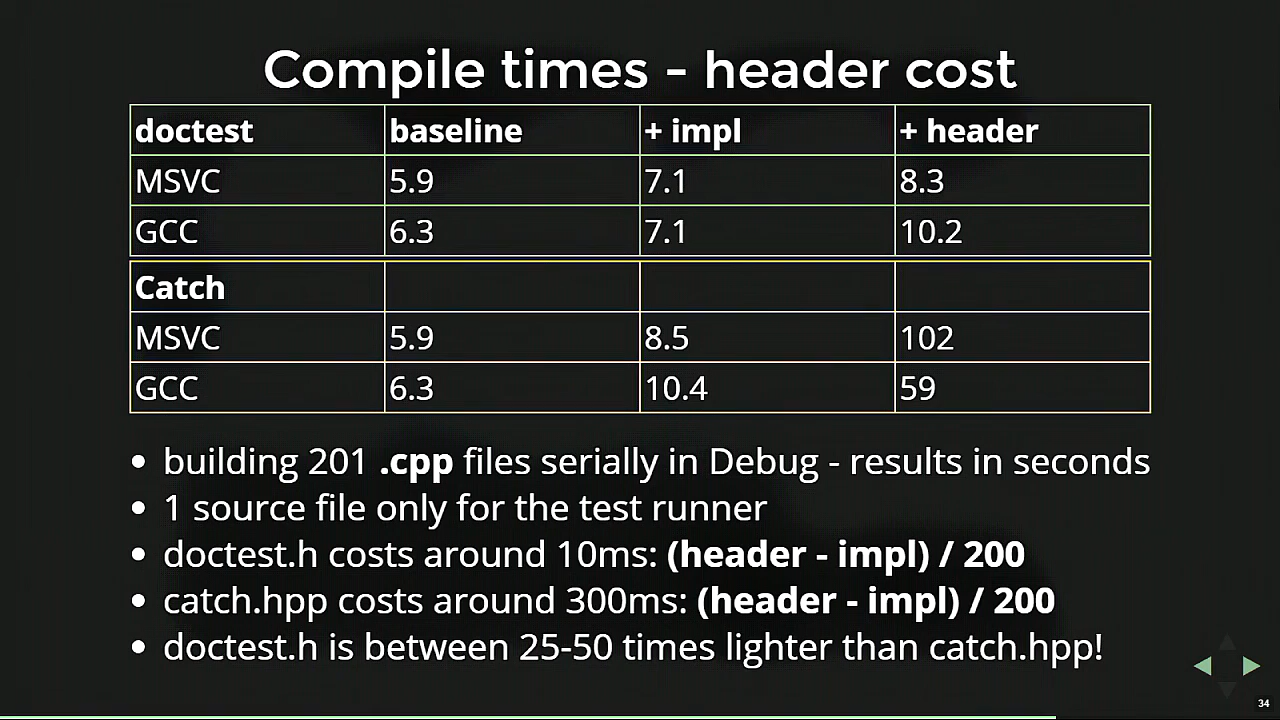 Compile times - header cost
doctest baseline + impl + header
MSVC 5.9 7.1 8.3
GCC 6.3 7.1 10.2
Catch
MSVC 5.9 8.5 102
GCC 6.3 10.4 59
building 201 .cpp files serially in Debug - results in seconds
1 source file only for the test runner
doctest.h costs around 10ms: (header - impl) / 200
catch.hpp costs around 300ms: (header - impl) / 200
doctest.h is between 25-50 times lighter than catch.hpp!
34